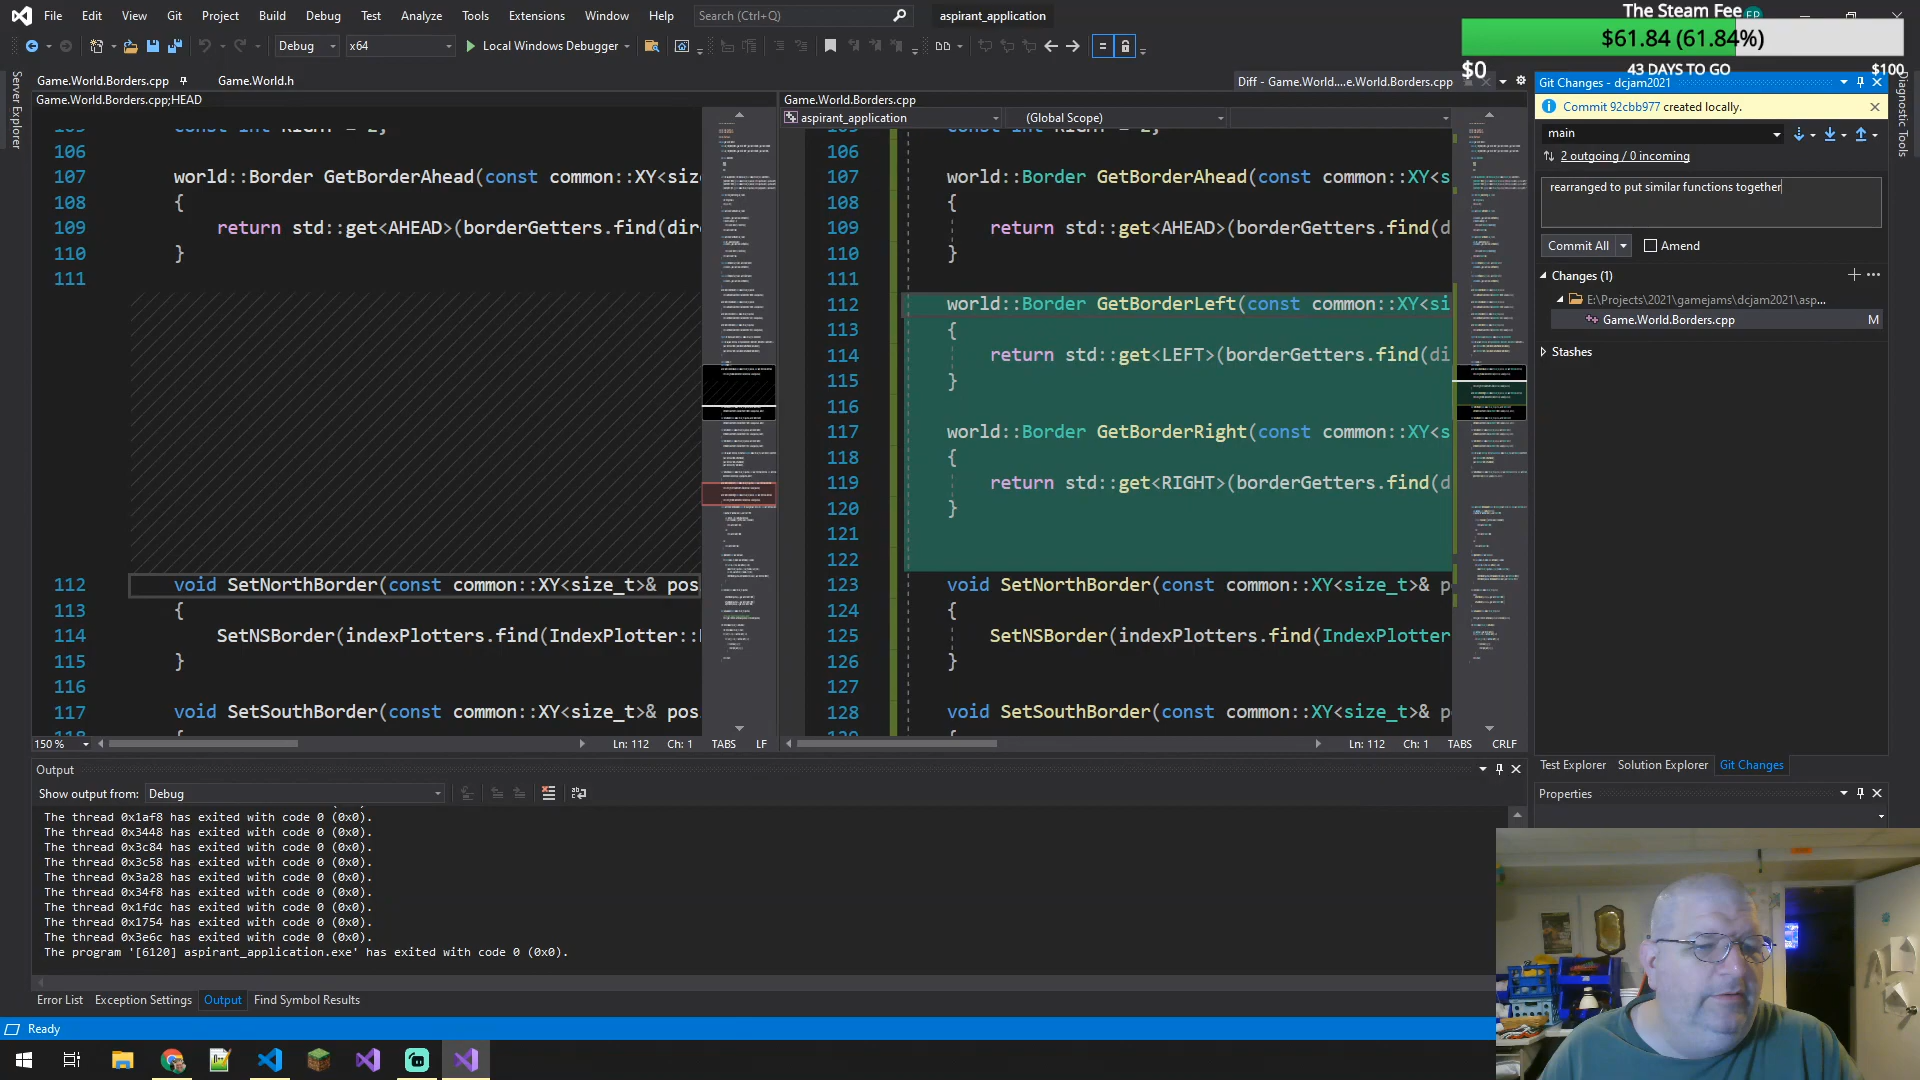 File Edit View Git Project Build Debug Test Analyze Tools Extensions Window Help Search (Ctrl+Q) aspirant_application
The Steam Fee
$61.84 (61.84%)
$0 43 DAYS TO GO $100
Debug x64 Local Windows Debugger
Server Explorer
Game.World.Borders.cpp Game.World.h Diff - Game.World....e.World.Borders.cpp
Game.World.Borders.cpp;HEAD
106
107 world::Border GetBorderAhead(const common::XY<siz
108 {
109 return std::get<AHEAD>(borderGetters.find(dire
110 }
111
112 void SetNorthBorder(const common::XY<size_t>& pos
113 {
114 SetNSBorder(indexPlotters.find(IndexPlotter::
115 }
116
117 void SetSouthBorder(const common::XY<size_t>& pos
150 % Ln: 112 Ch: 1 TABS LF
Game.World.Borders.cpp
aspirant_application (Global Scope)
106
107 world::Border GetBorderAhead(const common::XY<s
108 {
109 return std::get<AHEAD>(borderGetters.find(d
110 }
111
112 world::Border GetBorderLeft(const common::XY<si
113 {
114 return std::get<LEFT>(borderGetters.find(di
115 }
116
117 world::Border GetBorderRight(const common::XY<s
118 {
119 return std::get<RIGHT>(borderGetters.find(d
120 }
121
122
123 void SetNorthBorder(const common::XY<size_t>& p
124 {
125 SetNSBorder(indexPlotters.find(IndexPlotter
126 }
127
128 void SetSouthBorder(const common::XY<size_t>& p
Ln: 112 Ch: 1 TABS CRLF
Git Changes - dcjam2021
Commit 92cbb977 created locally.
main
2 outgoing / 0 incoming
rearranged to put similar functions together
Commit All Amend
Changes (1)
E:\Projects\2021\gamejams\dcjam2021\asp...
Game.World.Borders.cpp M
Stashes
Test Explorer Solution Explorer Git Changes
Properties
Diagnostic Tools
Output
Show output from: Debug
The thread 0x1af8 has exited with code 0 (0x0).
The thread 0x3448 has exited with code 0 (0x0).
The thread 0x3c84 has exited with code 0 (0x0).
The thread 0x3c58 has exited with code 0 (0x0).
The thread 0x3a28 has exited with code 0 (0x0).
The thread 0x34f8 has exited with code 0 (0x0).
The thread 0x1fdc has exited with code 0 (0x0).
The thread 0x1754 has exited with code 0 (0x0).
The thread 0x3e6c has exited with code 0 (0x0).
The program '[6120] aspirant_application.exe' has exited with code 0 (0x0).
Error List Exception Settings Output Find Symbol Results
Ready